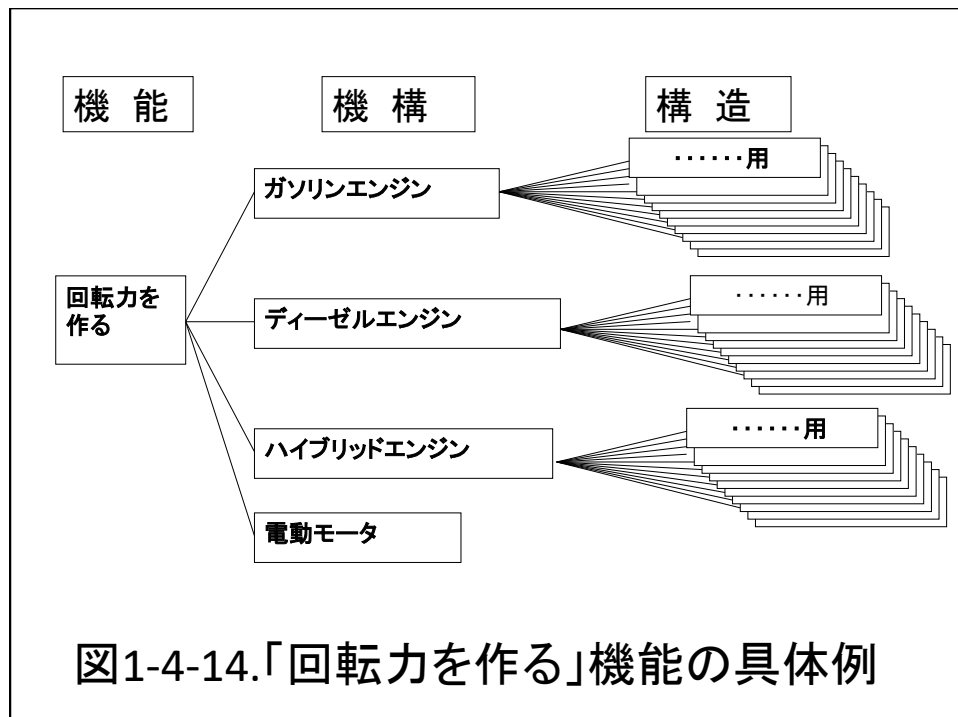 機 能
機 構
構 造
ガソリンエンジン
‥‥‥用
回転力を
作る
ディーゼルエンジン
‥‥‥用
ハイブリッドエンジン
‥‥‥用
電動モータ
図1-4-14.「回転力を作る」機能の具体例